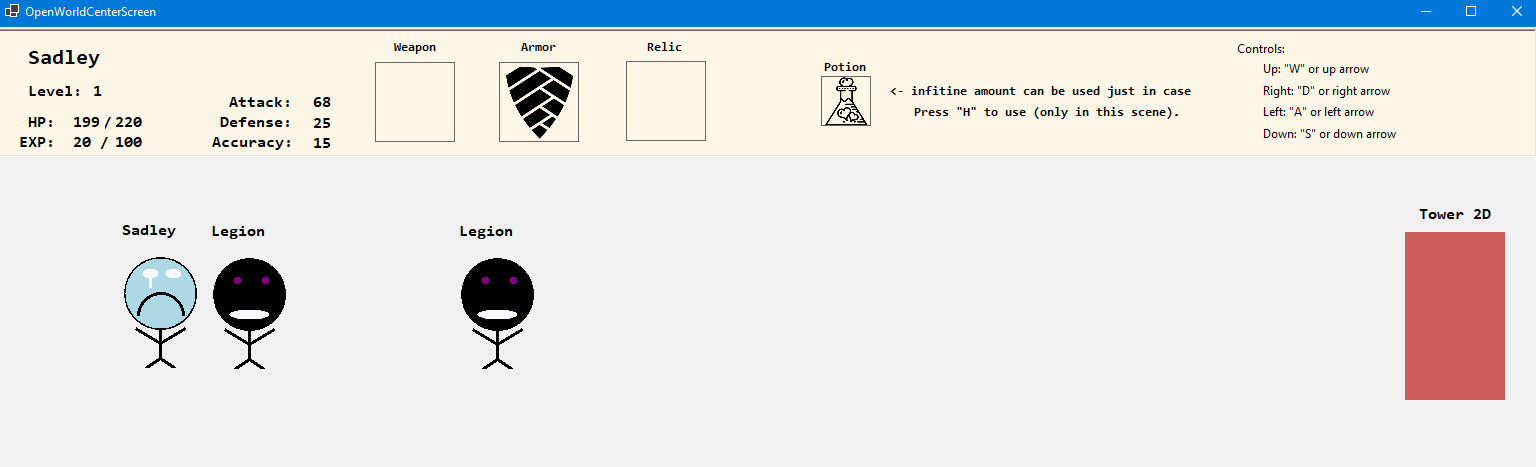 OpenWorldCenterScreen
Sadley
Level: 1
HP: 199 / 220
EXP: 20 / 100
Attack: 68
Defense: 25
Accuracy: 15
Weapon
Armor
Relic
Potion
<- infitine amount can be used just in case
Press "H" to use (only in this scene).
Controls:
Up: "W" or up arrow
Right: "D" or right arrow
Left: "A" or left arrow
Down: "S" or down arrow
Sadley
Legion
Legion
Tower 2D